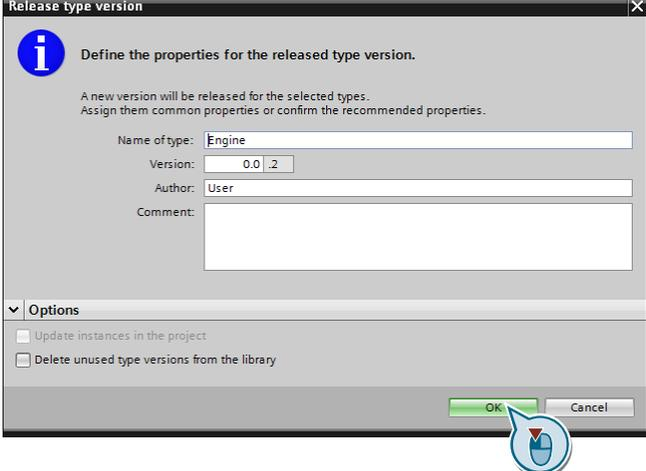 Release type version
Define the properties for the released type version.
A new version will be released for the selected types.
Assign them common properties or confirm the recommended properties.
Name of type: Engine
Version: 0.0 .2
Author: User
Comment:
Options
Update instances in the project
Delete unused type versions from the library
OK Cancel